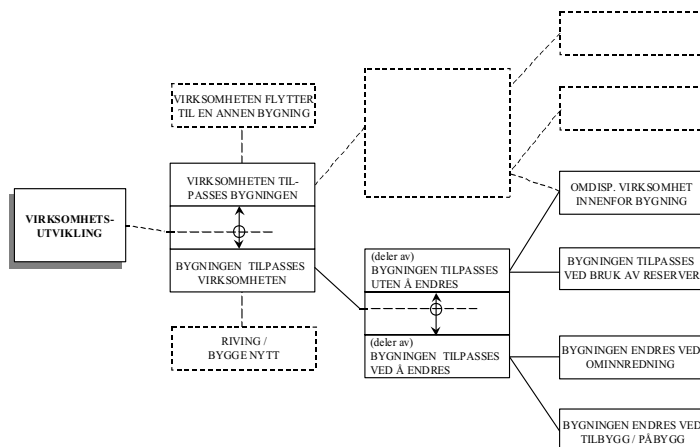 VIRKSOMHETEN FLYTTER
TIL EN ANNEN BYGNING
VIRKSOMHETEN TIL-
PASSES BYGNINGEN
VIRKSOMHETS-
UTVIKLING
BYGNINGEN TILPASSES
VIRKSOMHETEN
RIVING /
BYGGE NYTT
(deler av)
BYGNINGEN TILPASSES
UTEN Å ENDRES
(deler av)
BYGNINGEN TILPASSES
VED Å ENDRES
OMDISP. VIRKSOMHET
INNENFOR BYGNING
BYGNINGEN TILPASSES
VED BRUK AV RESERVER
BYGNINGEN ENDRES VED
OMINNREDNING
BYGNINGEN ENDRES VED
TILBYGG / PÅBYGG